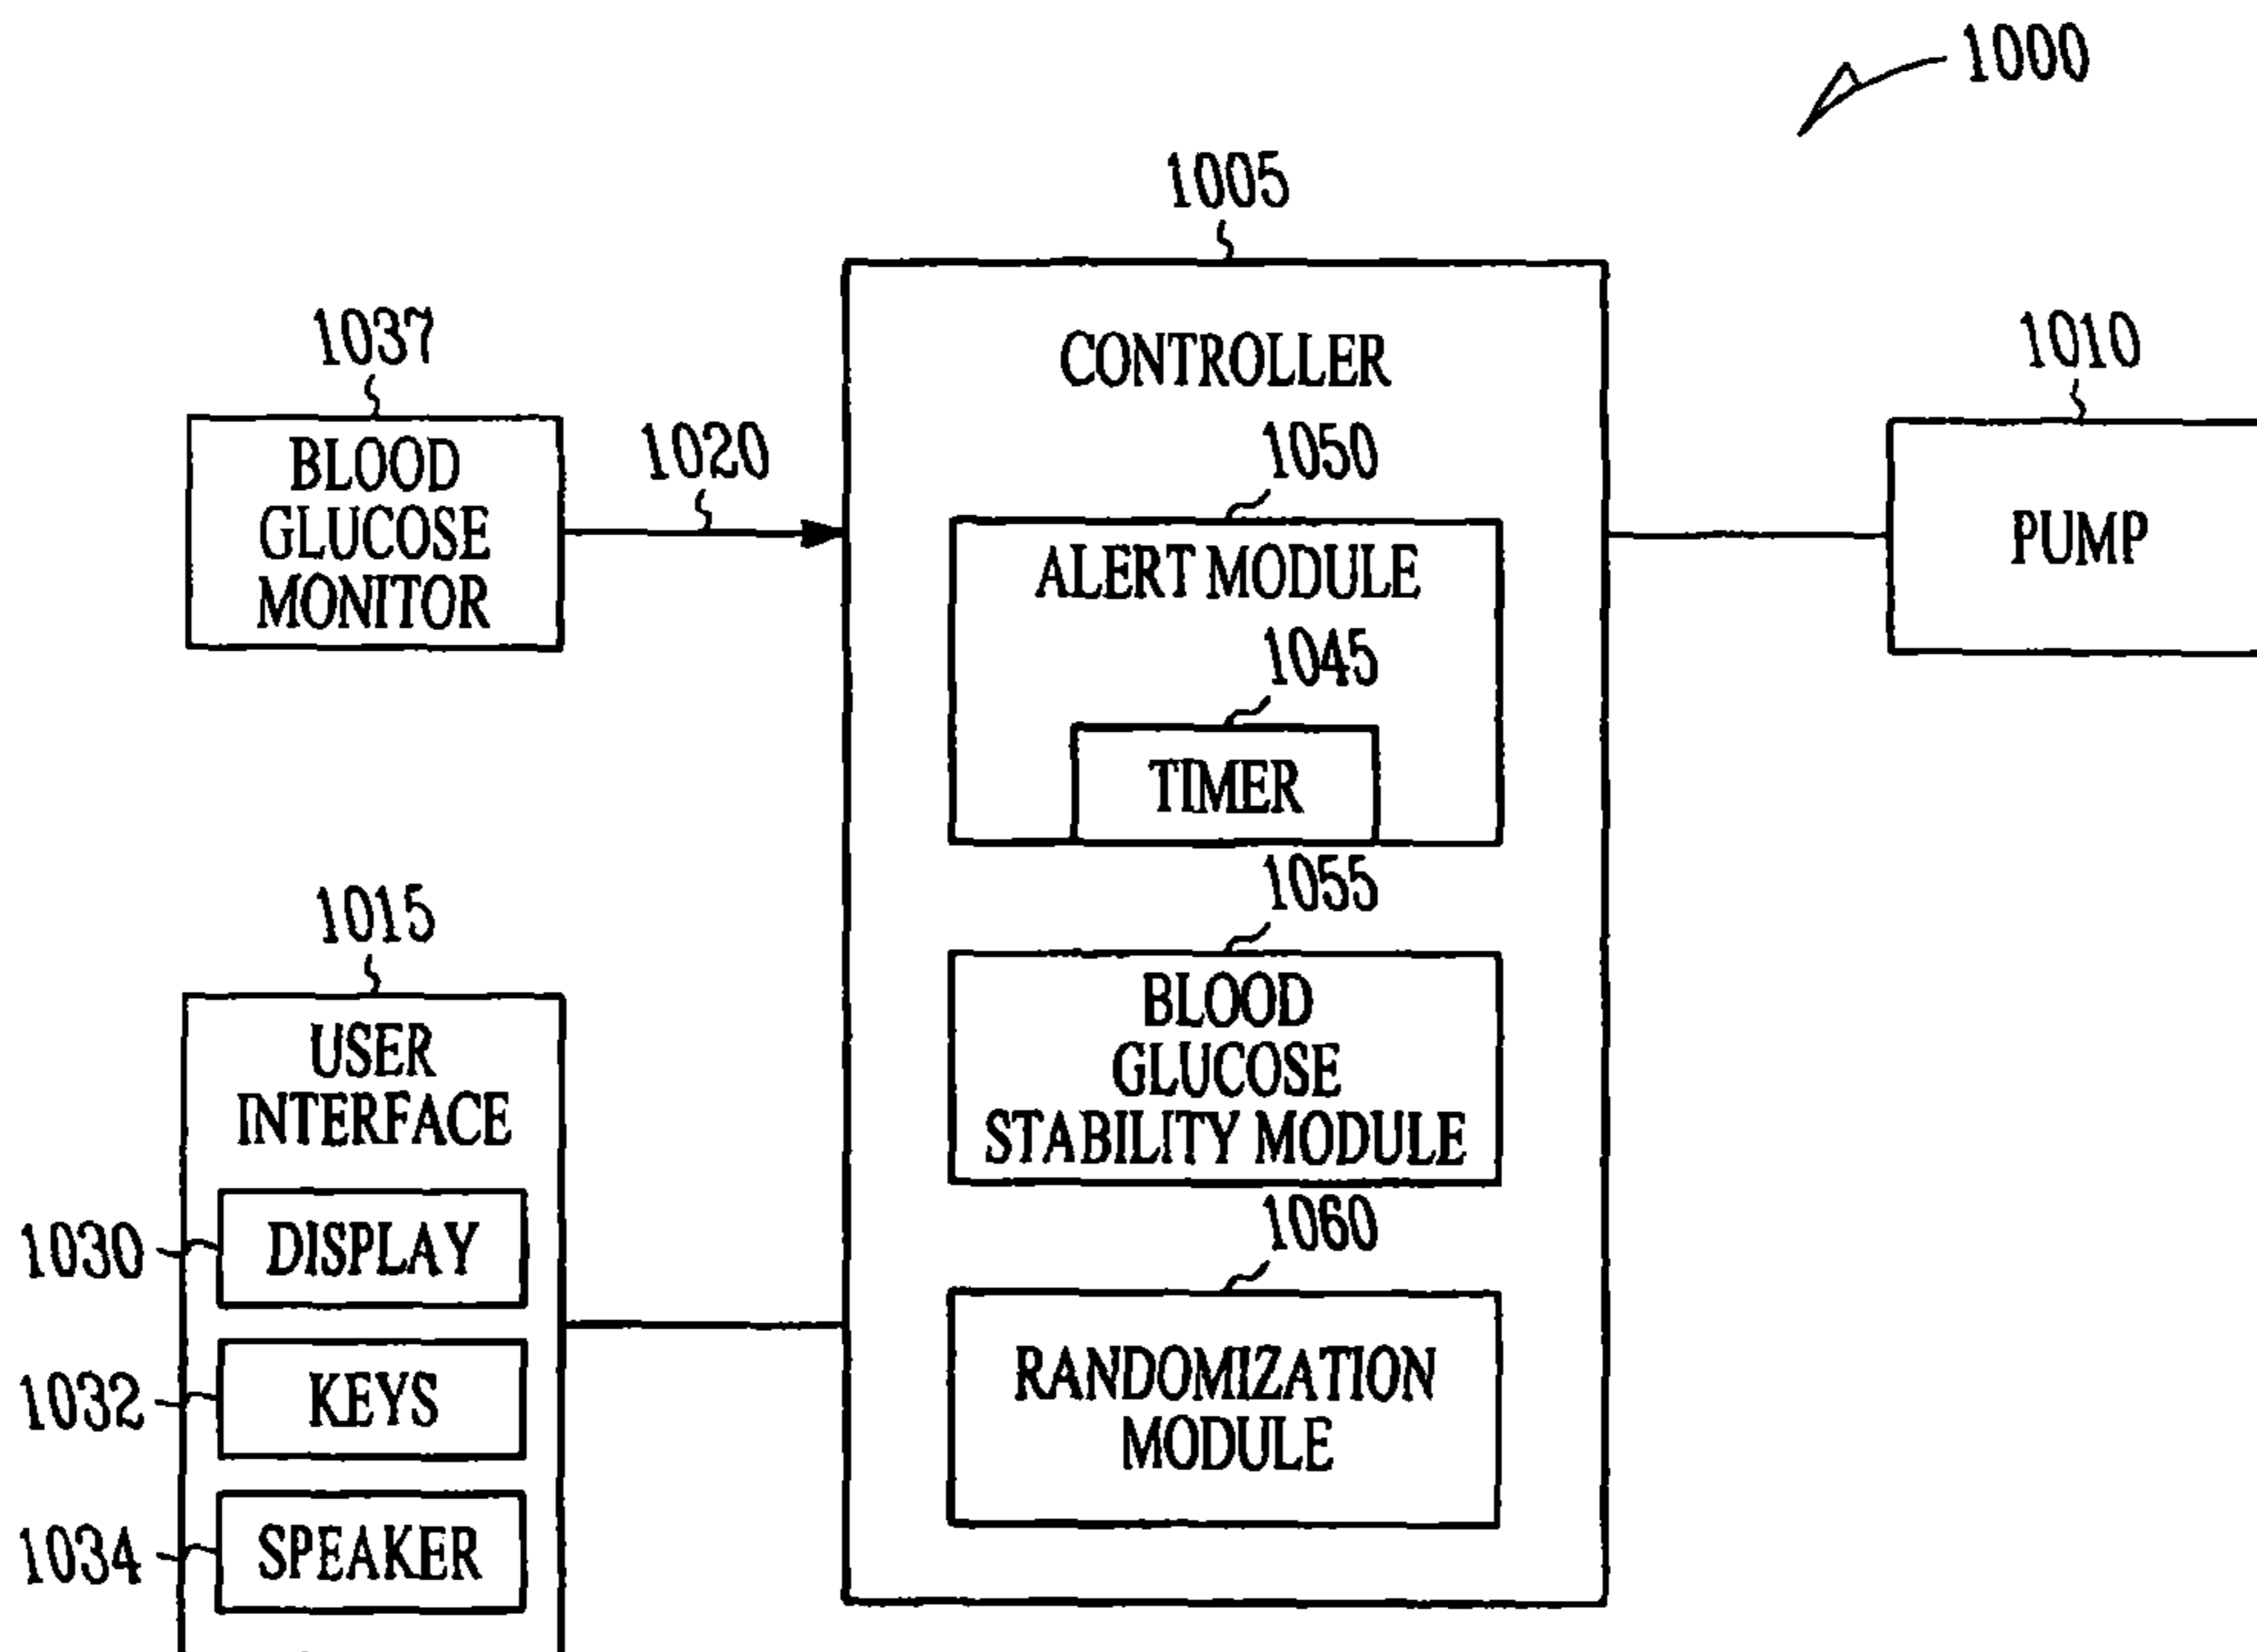 1000
1005
1037
BLOOD
GLUCOSE
MONITOR
1020
CONTROLLER
1050
ALERT MODULE
1045
TIMER
1055
BLOOD
GLUCOSE
STABILITY MODULE
1060
RANDOMIZATION
MODULE
1010
PUMP
1015
USER
INTERFACE
1030
DISPLAY
1032
KEYS
1034
SPEAKER